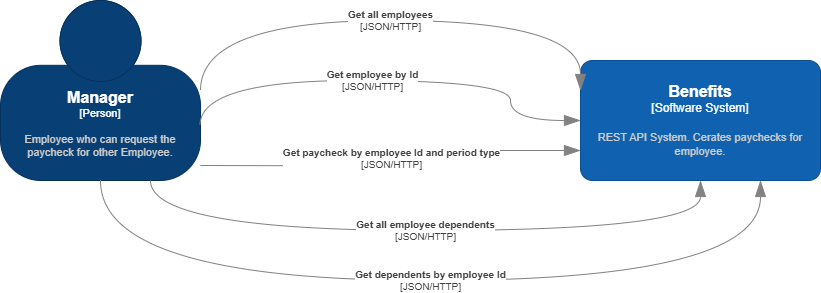 Get all employees
[JSON/HTTP]
Get employee by Id
[JSON/HTTP]
Manager
[Person]
Employee who can request the
paycheck for other Employee.
Benefits
[Software System]
REST API System. Cerates paychecks for
employee.
Get paycheck by employee Id and period type
[JSON/HTTP]
Get all employee dependents
[JSON/HTTP]
Get dependents by employee Id
[JSON/HTTP]